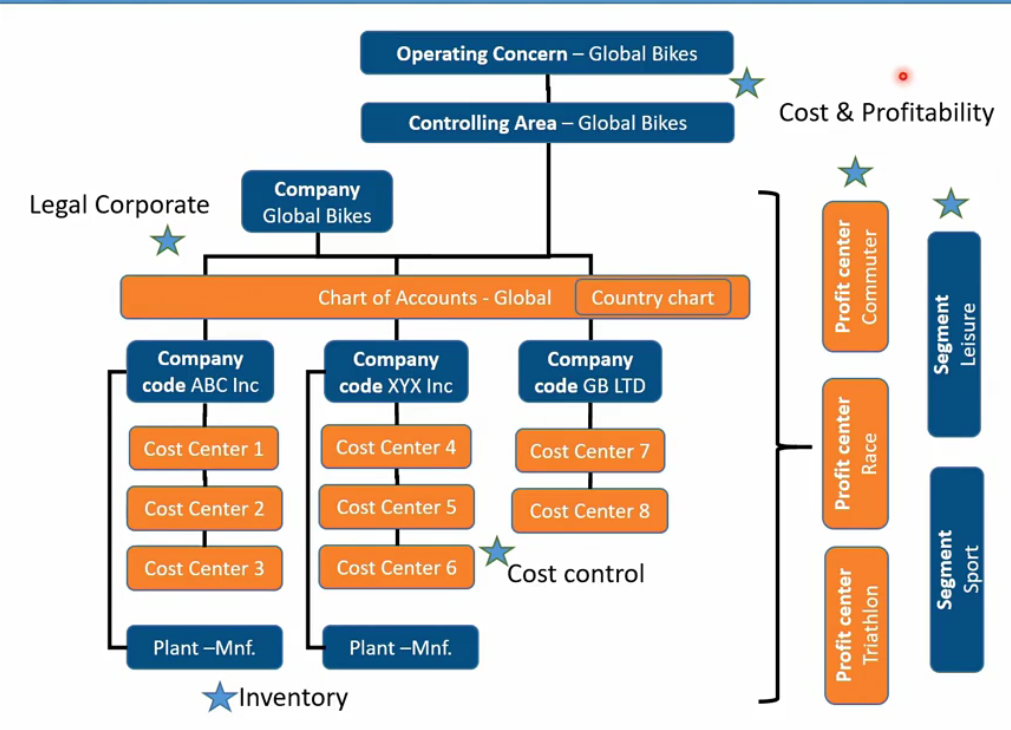 Operating Concern – Global Bikes
Cost & Profitability
Controlling Area – Global Bikes
Legal Corporate
Company
Global Bikes
Chart of Accounts - Global
Country chart
Company
code ABC Inc
Company
code XYX Inc
Company
code GB LTD
Cost Center 1
Cost Center 4
Cost Center 7
Cost Center 2
Cost Center 5
Cost Center 8
Cost Center 3
Cost Center 6
Cost control
Plant –Mnf.
Plant –Mnf.
Inventory
Profit center
Commuter
Profit center
Race
Profit center
Triathlon
Segment
Leisure
Segment
Sport